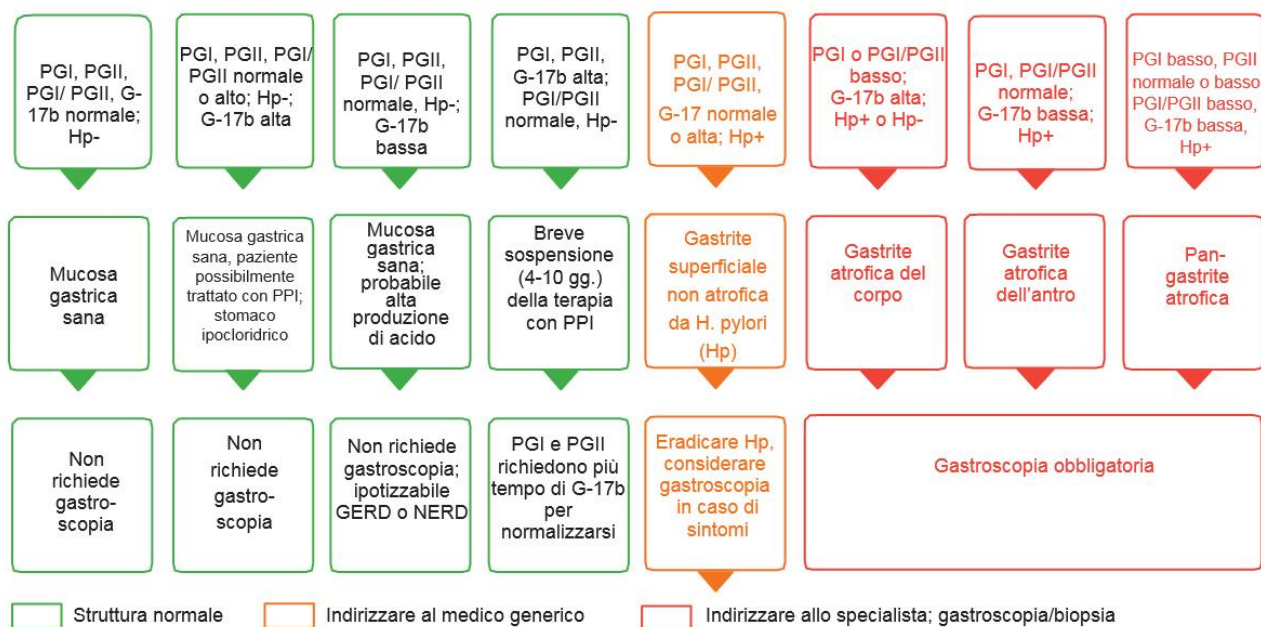 PGI, PGII,
PGI/ PGII, G-
17b normale;
Hp-
PGI, PGII, PGI/
PGII normale
o alto; Hp-;
G-17b alta
PGI, PGII,
PGI/ PGII
normale, Hp-;
G-17b
bassa
PGI, PGII,
G-17b alta;
PGI/PGII
normale, Hp-
PGI, PGII,
PGI/ PGII,
G-17 normale
o alta; Hp+
PGI o PGI/PGII
basso;
G-17b alta;
Hp+ o Hp-
PGI, PGI/PGII
normale;
G-17b bassa;
Hp+
PGI basso, PGII
normale o basso
PGI/PGII basso,
G-17b bassa,
Hp+
Mucosa
gastrica
sana
Mucosa gastrica
sana, paziente
possibilmente
trattato con PPI;
stomaco
ipocloridrico
Mucosa
gastrica
sana;
probabile
alta
produzione
di acido
Breve
sospensione
(4-10 gg.)
della terapia
con PPI
Gastrite
superficiale
non atrofica
da H. pylori
(Hp)
Gastrite
atrofica del
corpo
Gastrite
atrofica
dell'antro
Pan-
gastrite
atrofica
Non
richiede
gastro-
scopia
Non
richiede
gastro-
scopia
Non richiede
gastroscopia;
ipotizzabile
GERD o NERD
PGI e PGII
richiedono più
tempo di G-17b
per
normalizzarsi
Eradicare Hp,
considerare
gastroscopia
in caso di
sintomi
Gastroscopia obbligatoria
Struttura normale
Indirizzare al medico generico
Indirizzare allo specialista; gastroscopia/biopsia